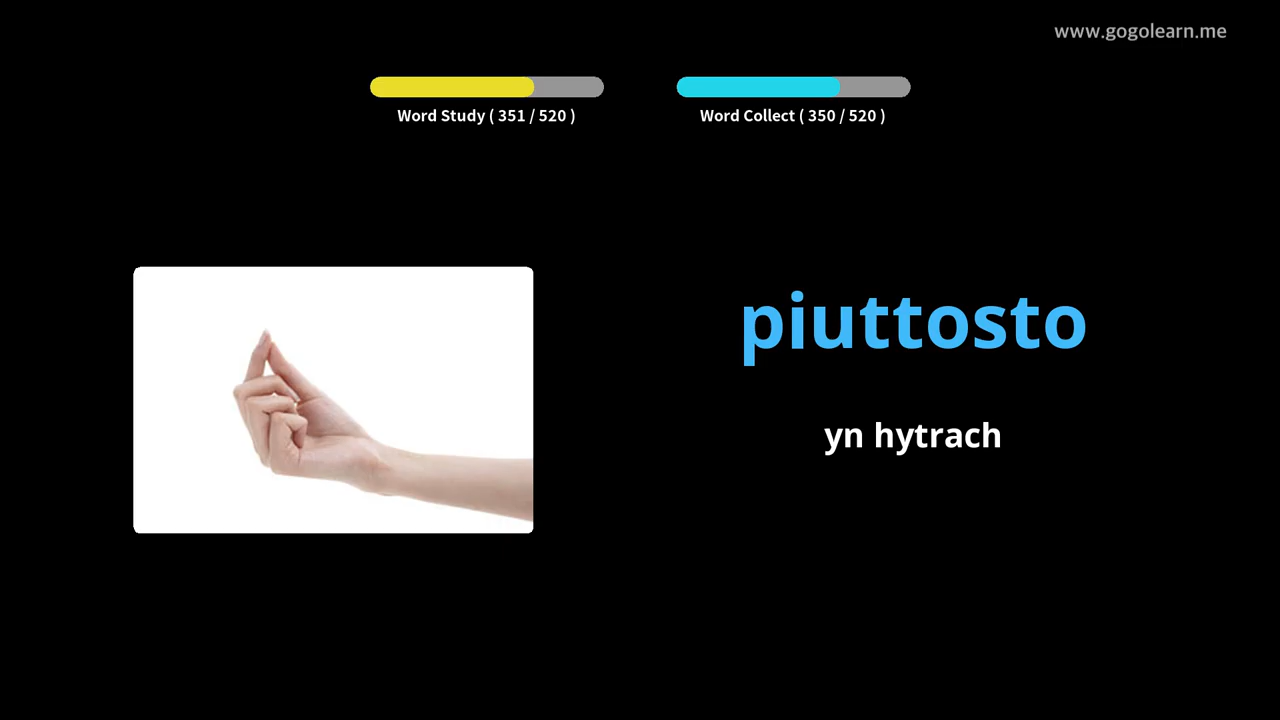 www.gogolearn.me
Word Study ( 351 / 520 )
Word Collect ( 350 / 520 )
piuttosto
yn hytrach